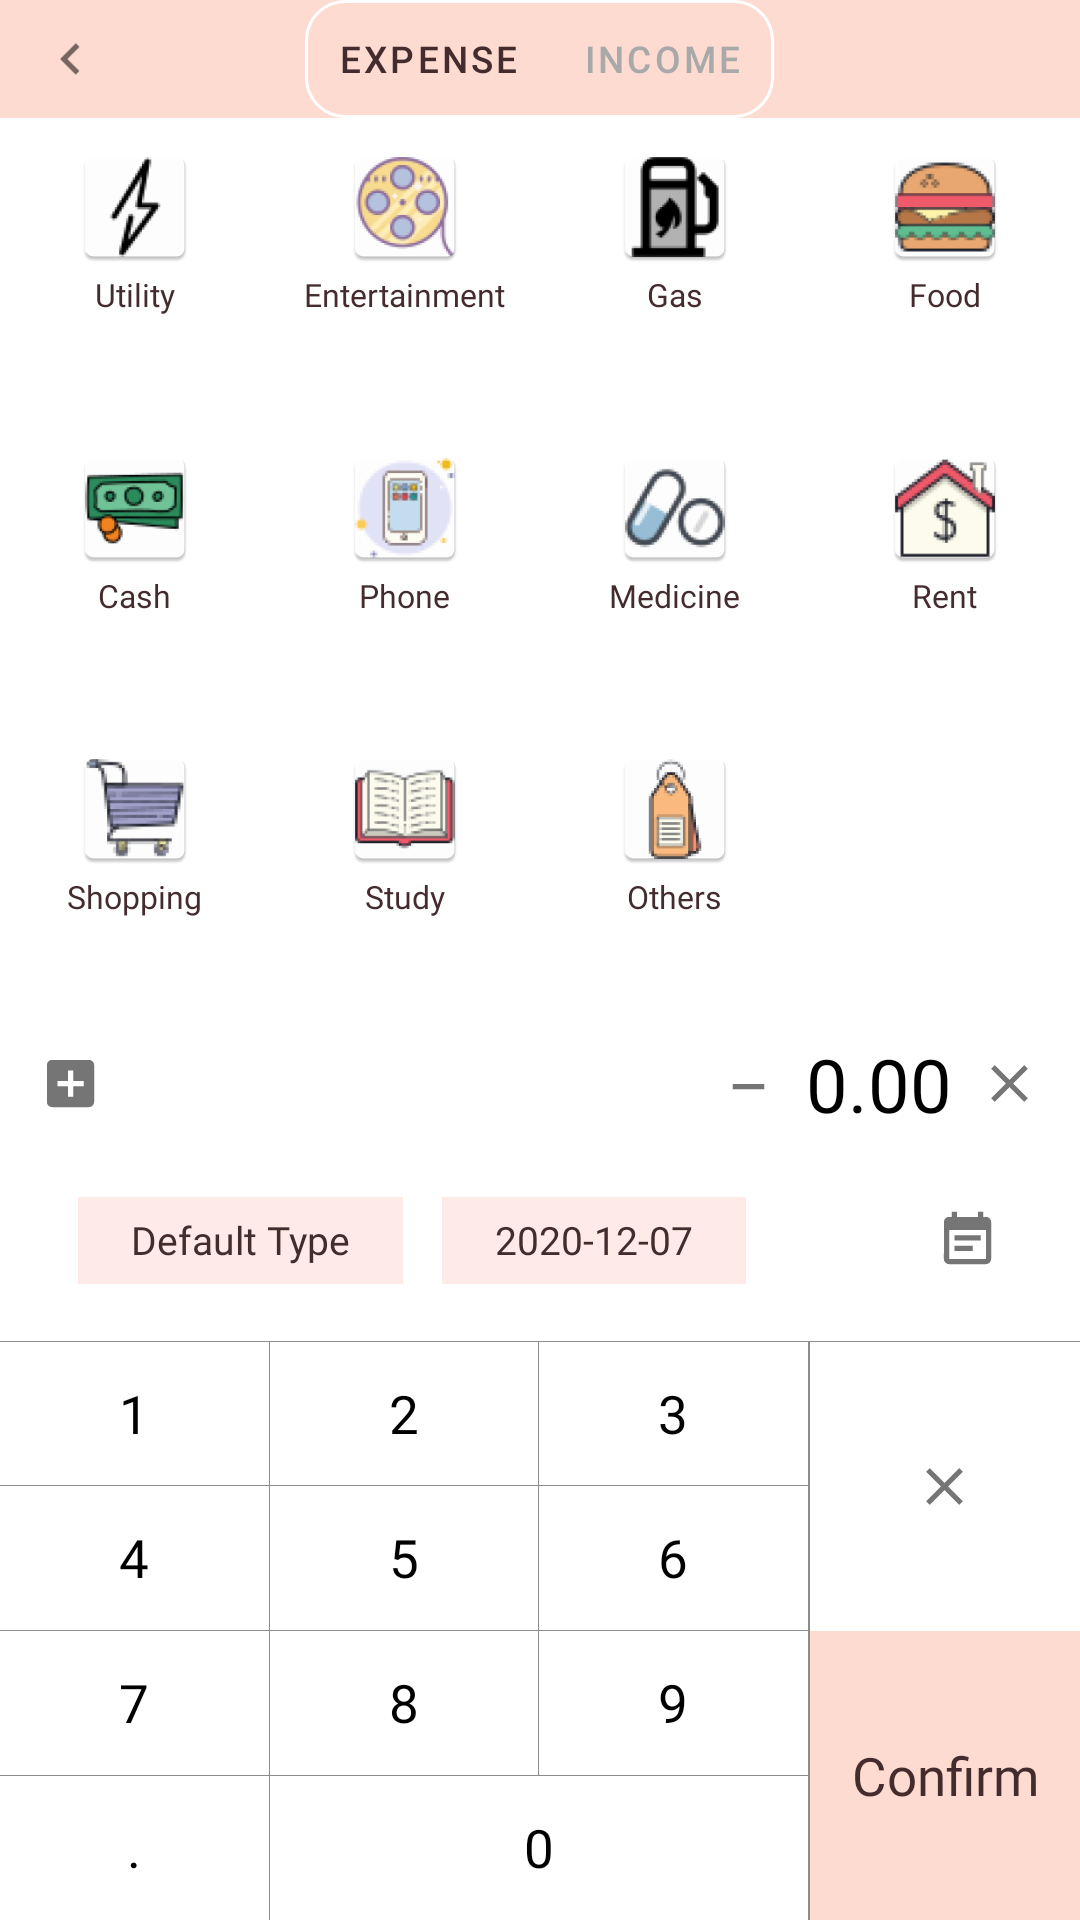 EXPENSE INCOME
Utility Entertainment Gas Food
Cash Phone Medicine Rent
Shopping Study Others
− 0.00
Default Type 2020-12-07
1 2 3
4 5 6
7 8 9
Confirm
. 0